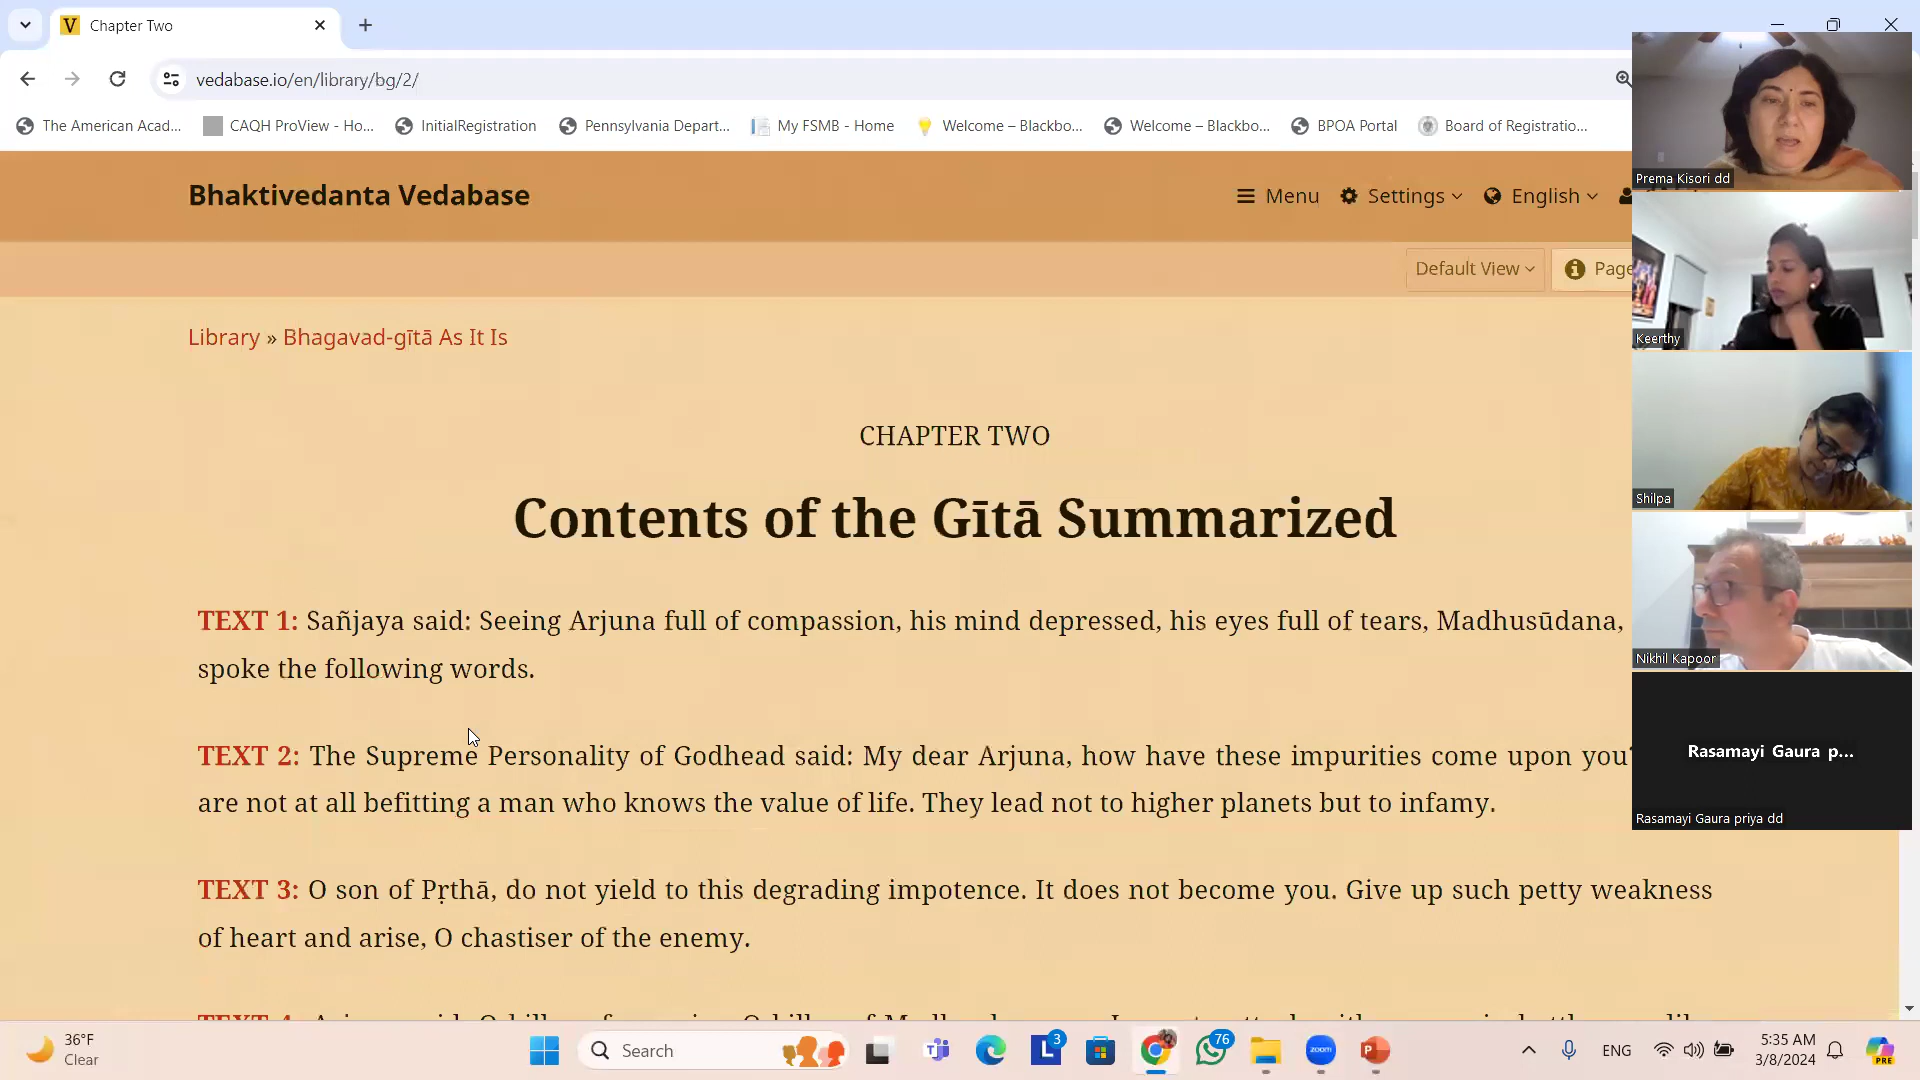 Chapter Two
vedabase.io/en/library/bg/2/
The American Acad...
CAQH ProView - Ho...
InitialRegistration
Pennsylvania Depart...
My FSMB - Home
Welcome – Blackbo...
Welcome – Blackbo...
BPOA Portal
Board of Registratio...
Bhaktivedanta Vedabase
Menu
Settings
English
Default View
Page
Library » Bhagavad-gītā As It Is
CHAPTER TWO
Contents of the Gītā Summarized
TEXT 1: Sañjaya said: Seeing Arjuna full of compassion, his mind depressed, his eyes full of tears, Madhusūdana,
spoke the following words.
TEXT 2: The Supreme Personality of Godhead said: My dear Arjuna, how have these impurities come upon you?
are not at all befitting a man who knows the value of life. They lead not to higher planets but to infamy.
TEXT 3: O son of Pṛthā, do not yield to this degrading impotence. It does not become you. Give up such petty weakness
of heart and arise, O chastiser of the enemy.
Prema Kisori dd
Keerthy
Shilpa
Nikhil Kapoor
Rasamayi Gaura p...
Rasamayi Gaura priya dd
36°F
Clear
Search
3
76
zoom
ENG
5:35 AM
3/8/2024
PRE